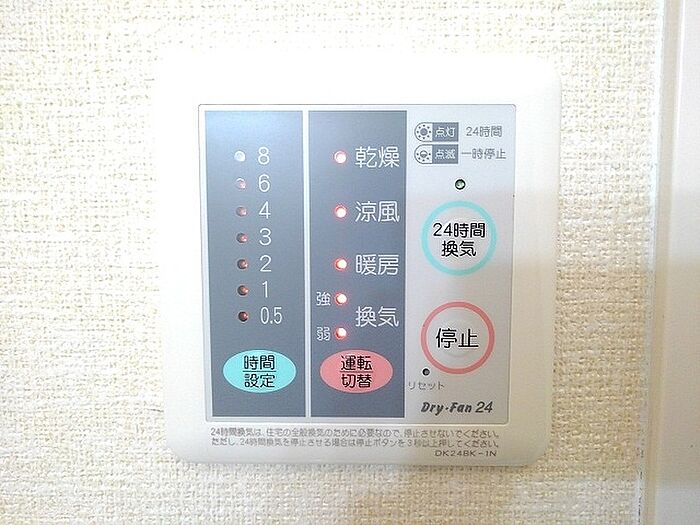 8
6
4
3
2
1
0.5
時間
設定
乾燥
涼風
暖房
強
換気
弱
運転
切替
点灯 24時間
点滅 一時停止
24時間
換気
停止
リセット
Dry・Fan 24
24時間換気は、住宅の全般換気のために必要なので、停止させないでください。
ただし、24時間換気を停止させる場合は停止ボタンを3秒以上押してください。
DK24BK-1N